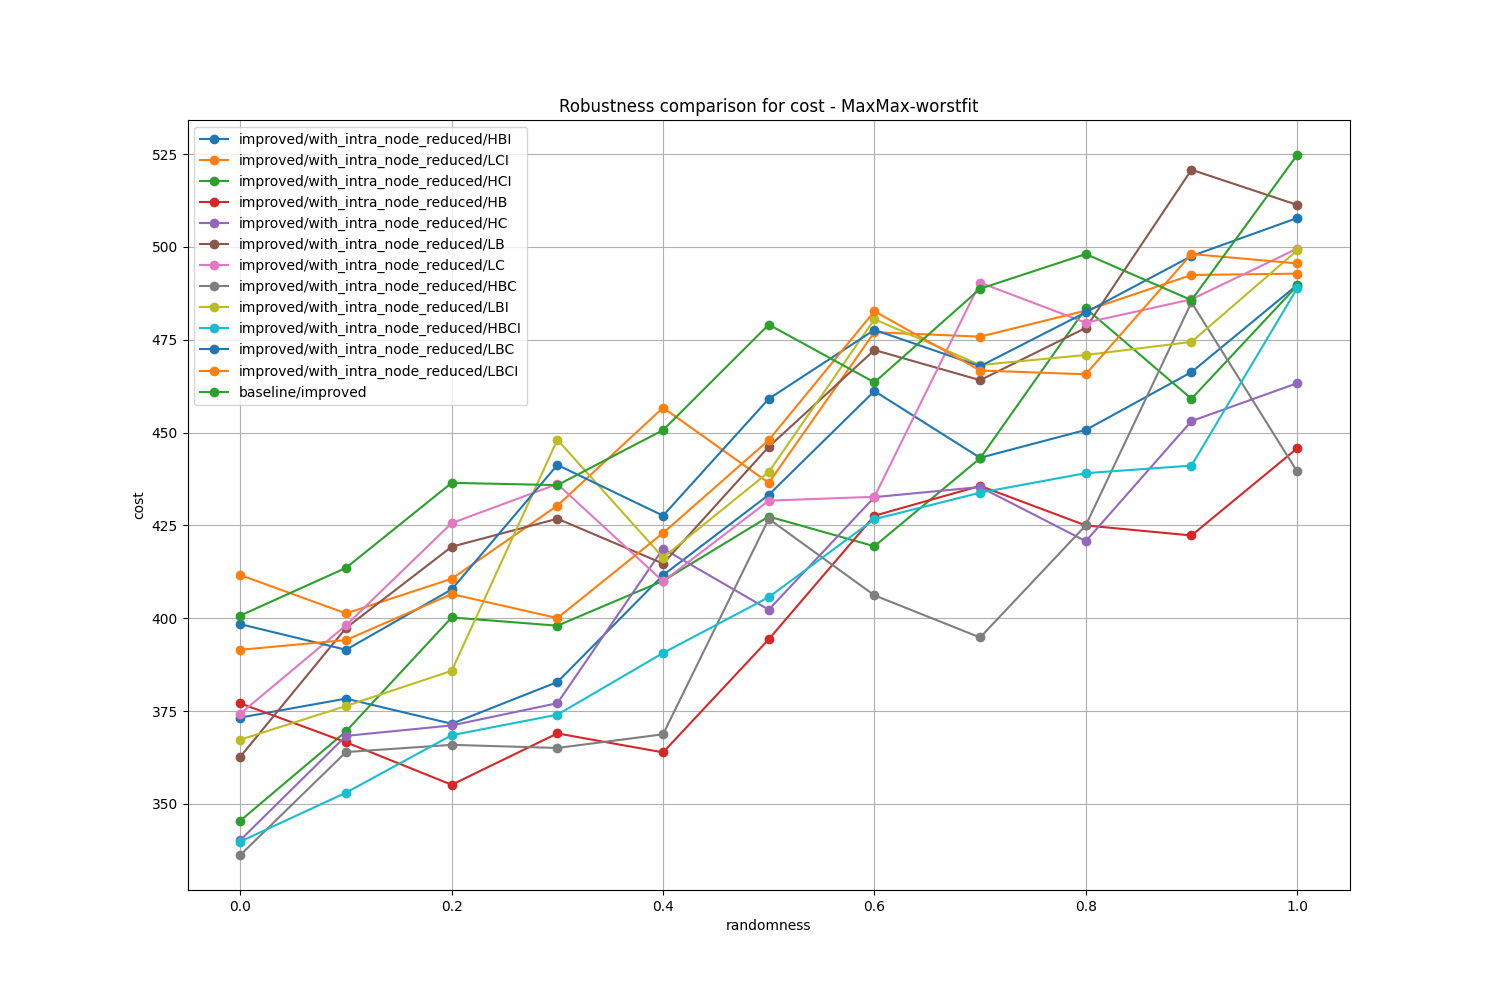 Robustness comparison for cost - MaxMax-worstfit
improved/with_intra_node_reduced/HBI
improved/with_intra_node_reduced/LCI
improved/with_intra_node_reduced/HCI
improved/with_intra_node_reduced/HB
improved/with_intra_node_reduced/HC
improved/with_intra_node_reduced/LB
improved/with_intra_node_reduced/LC
improved/with_intra_node_reduced/HBC
improved/with_intra_node_reduced/LBI
improved/with_intra_node_reduced/HBCI
improved/with_intra_node_reduced/LBC
improved/with_intra_node_reduced/LBCI
baseline/improved
525
500
475
450
425
400
375
350
cost
0.0 0.2 0.4 0.6 0.8 1.0
randomness